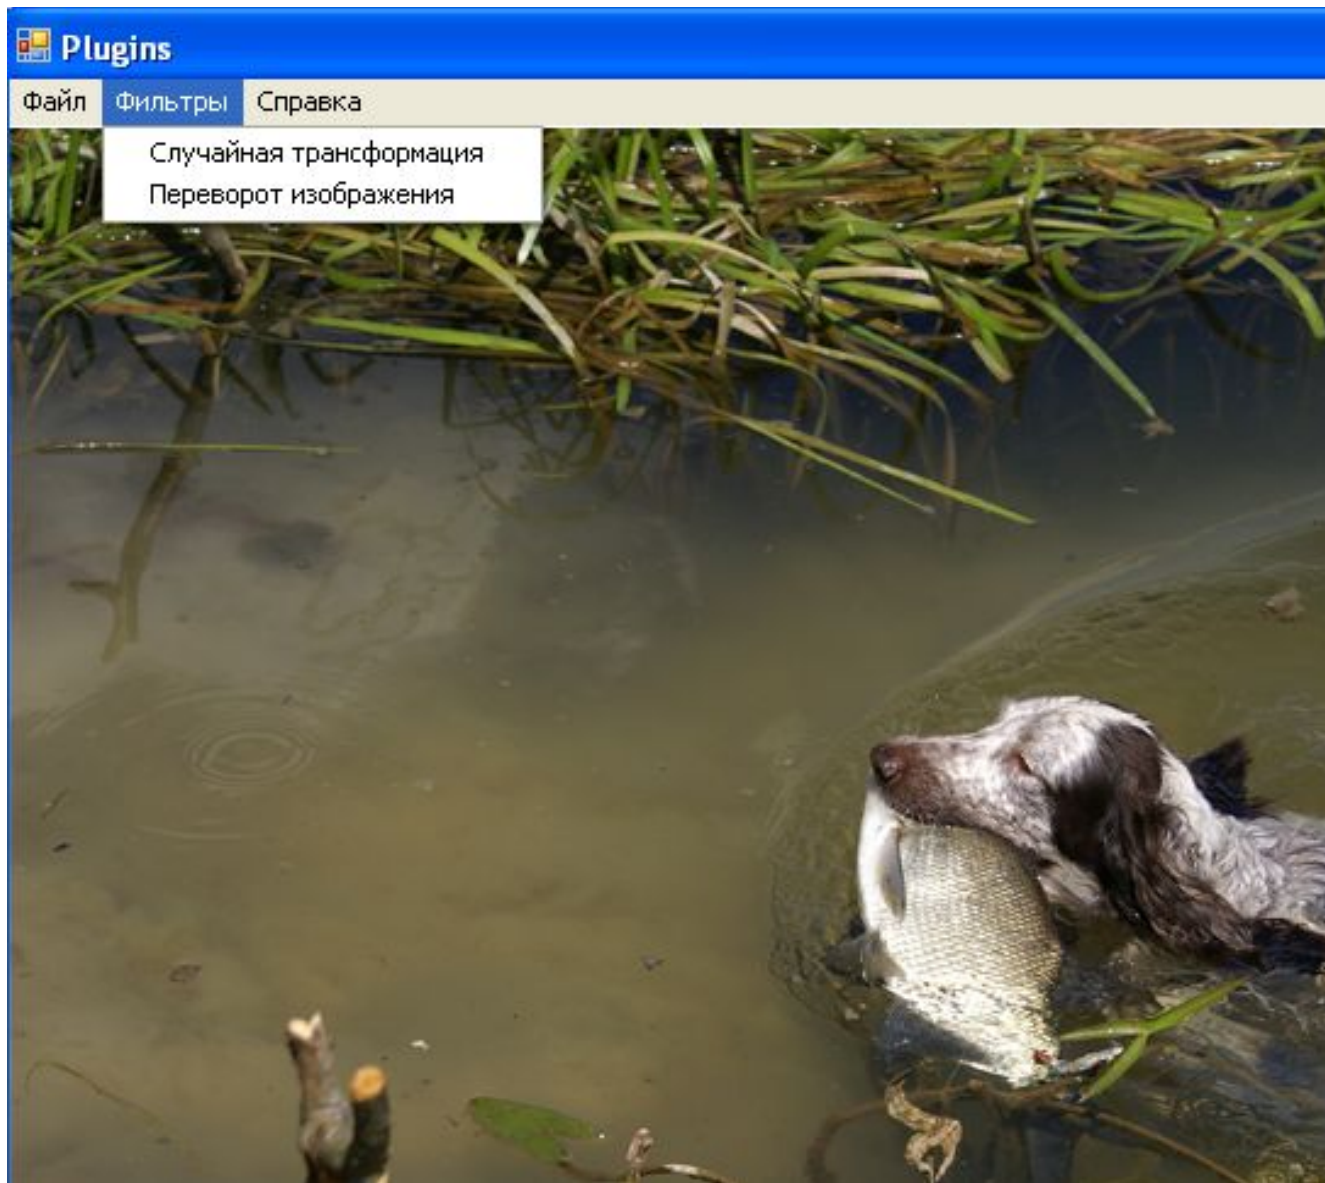 Plugins
Файл Фильтры Справка
Случайная трансформация
Переворот изображения